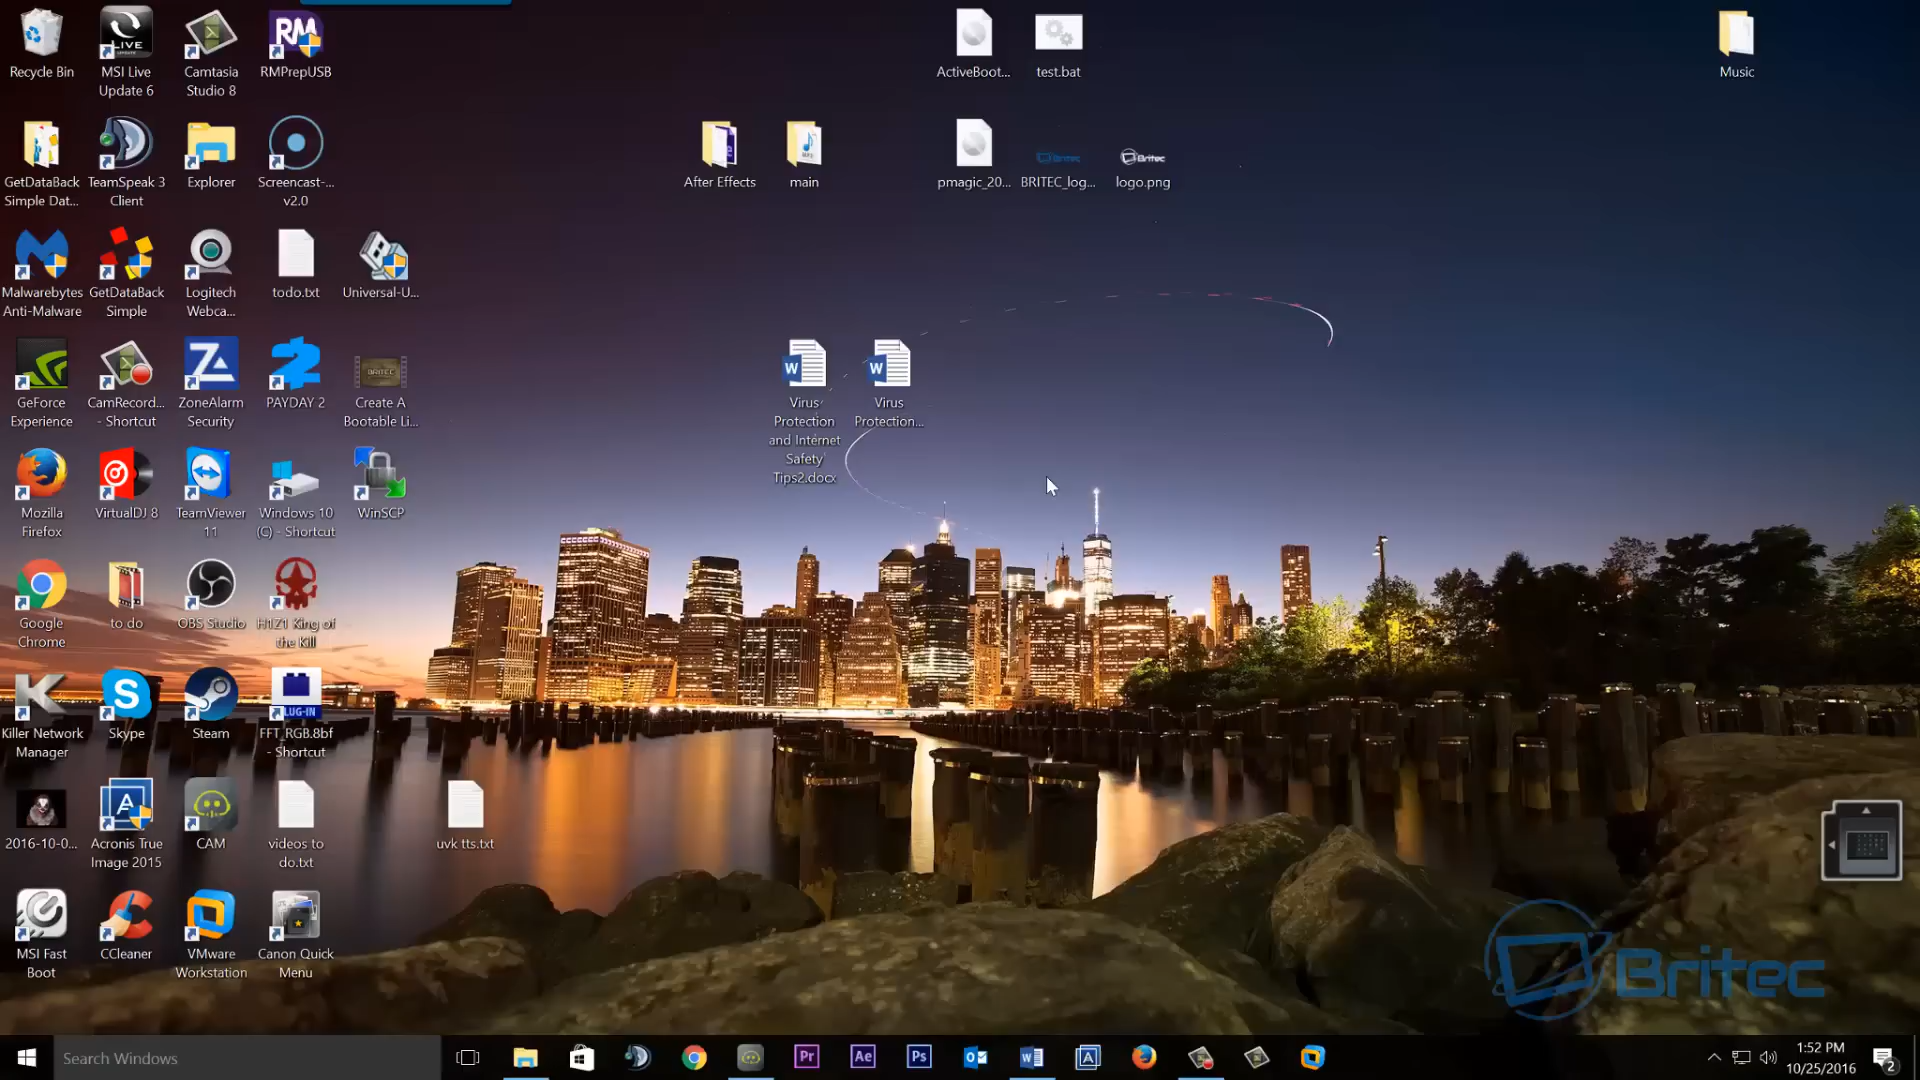 Recycle Bin
MSI Live
Update 6
Camtasia
Studio 8
RMPrepUSB
ActiveBoot...
test.bat
Music
GetDataBack
Simple Dat...
TeamSpeak 3
Client
Explorer
Screencast-...
v2.0
After Effects
main
pmagic_20...
BRITEC_log...
logo.png
Malwarebytes
Anti-Malware
GetDataBack
Simple
Logitech
Webca...
todo.txt
Universal-U...
GeForce
Experience
CamRecord...
- Shortcut
ZoneAlarm
Security
PAYDAY 2
Create A
Bootable Li...
Virus
Protection
and Internet
Safety
Tips2.docx
Virus
Protection...
Mozilla
Firefox
VirtualDJ 8
TeamViewer
11
Windows 10
(C) - Shortcut
WinSCP
Google
Chrome
to do
OBS Studio
H1Z1 King of
the Kill
Killer Network
Manager
Skype
Steam
FFT_RGB.8bf
- Shortcut
2016-10-0...
Acronis True
Image 2015
CAM
videos to
do.txt
uvk tts.txt
MSI Fast
Boot
CCleaner
VMware
Workstation
Canon Quick
Menu
Britec
Search Windows
1:52 PM
10/25/2016
2